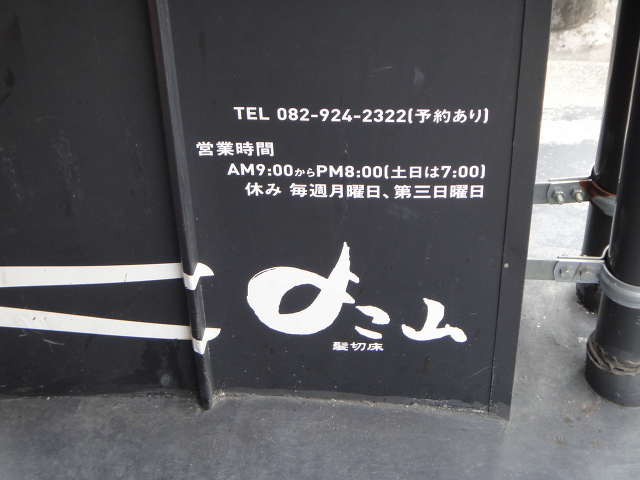 TEL 082-924-2322(予約あり)
営業時間
AM9:00からPM8:00(土日は7:00)
休み 毎週月曜日、第三日曜日
よこ山
髪切床